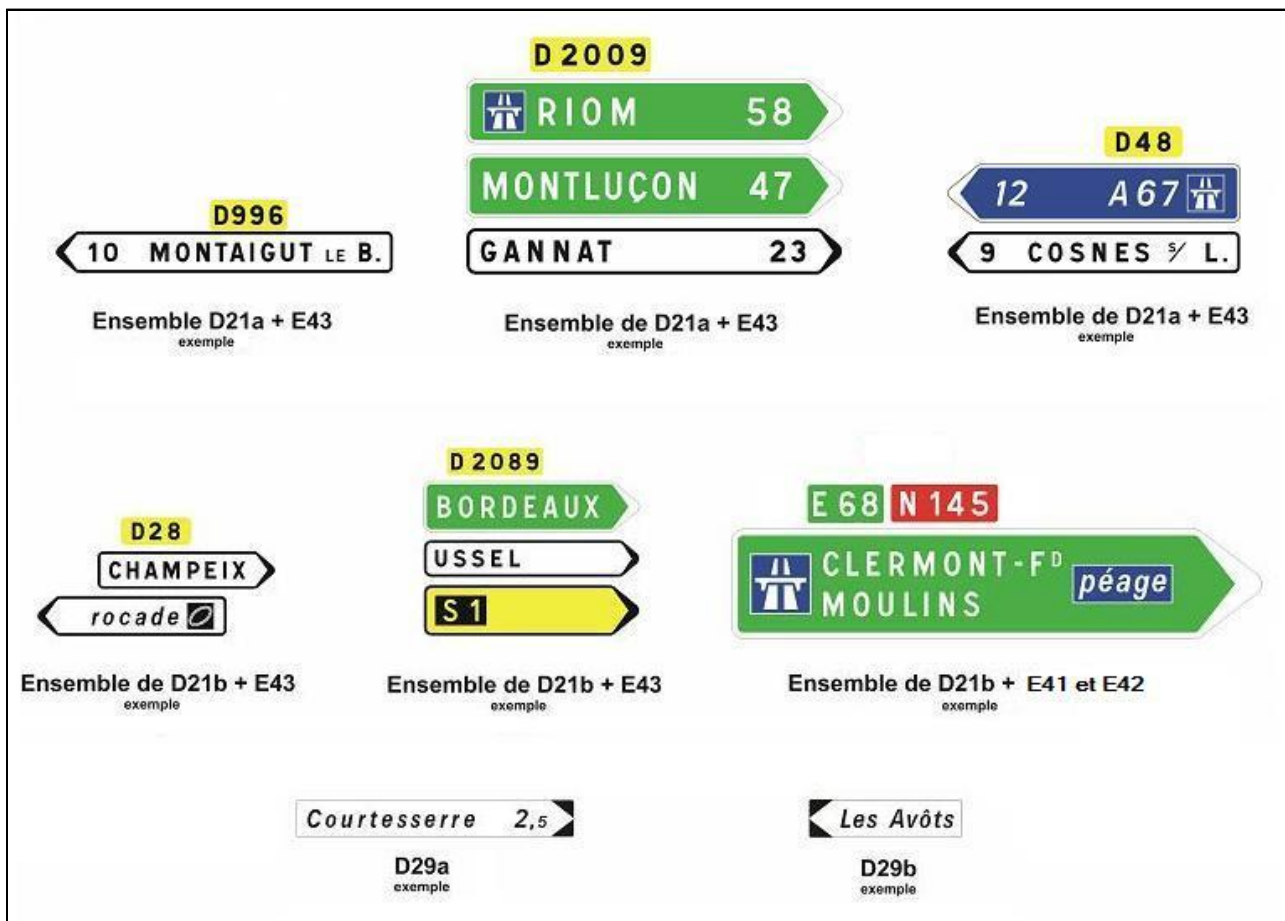 D996
10 MONTAIGUT LE B.
Ensemble D21a + E43
exemple
D 2009
RIOM 58
MONTLUÇON 47
GANNAT 23
Ensemble de D21a + E43
exemple
D48
12 A67
9 COSNES S/ L.
Ensemble de D21a + E43
exemple
D28
CHAMPEIX
rocade
Ensemble de D21b + E43
exemple
D 2089
BORDEAUX
USSEL
S 1
Ensemble de D21b + E43
exemple
E 68 N 145
CLERMONT-FD péage
MOULINS
Ensemble de D21b + E41 et E42
exemple
Courtesserre 2,5
D29a
exemple
Les Avôts
D29b
exemple